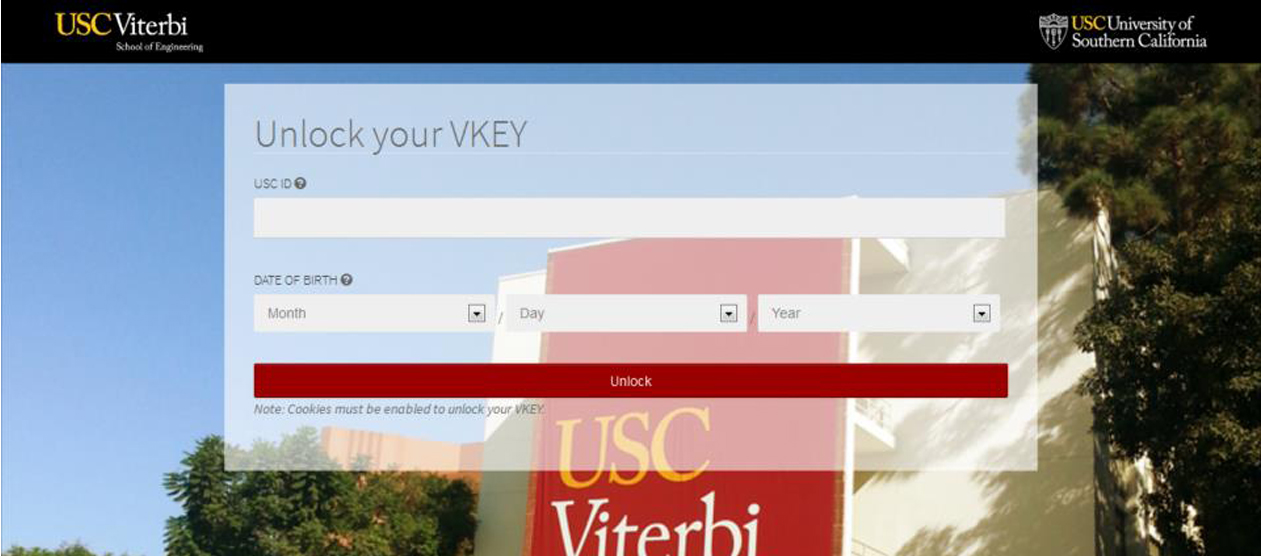 USC Viterbi
School of Engineering
USC University of
Southern California
Unlock your VKEY
USC ID
DATE OF BIRTH
Month / Day / Year
Unlock
Note: Cookies must be enabled to unlock your VKEY.
USC
Viterbi